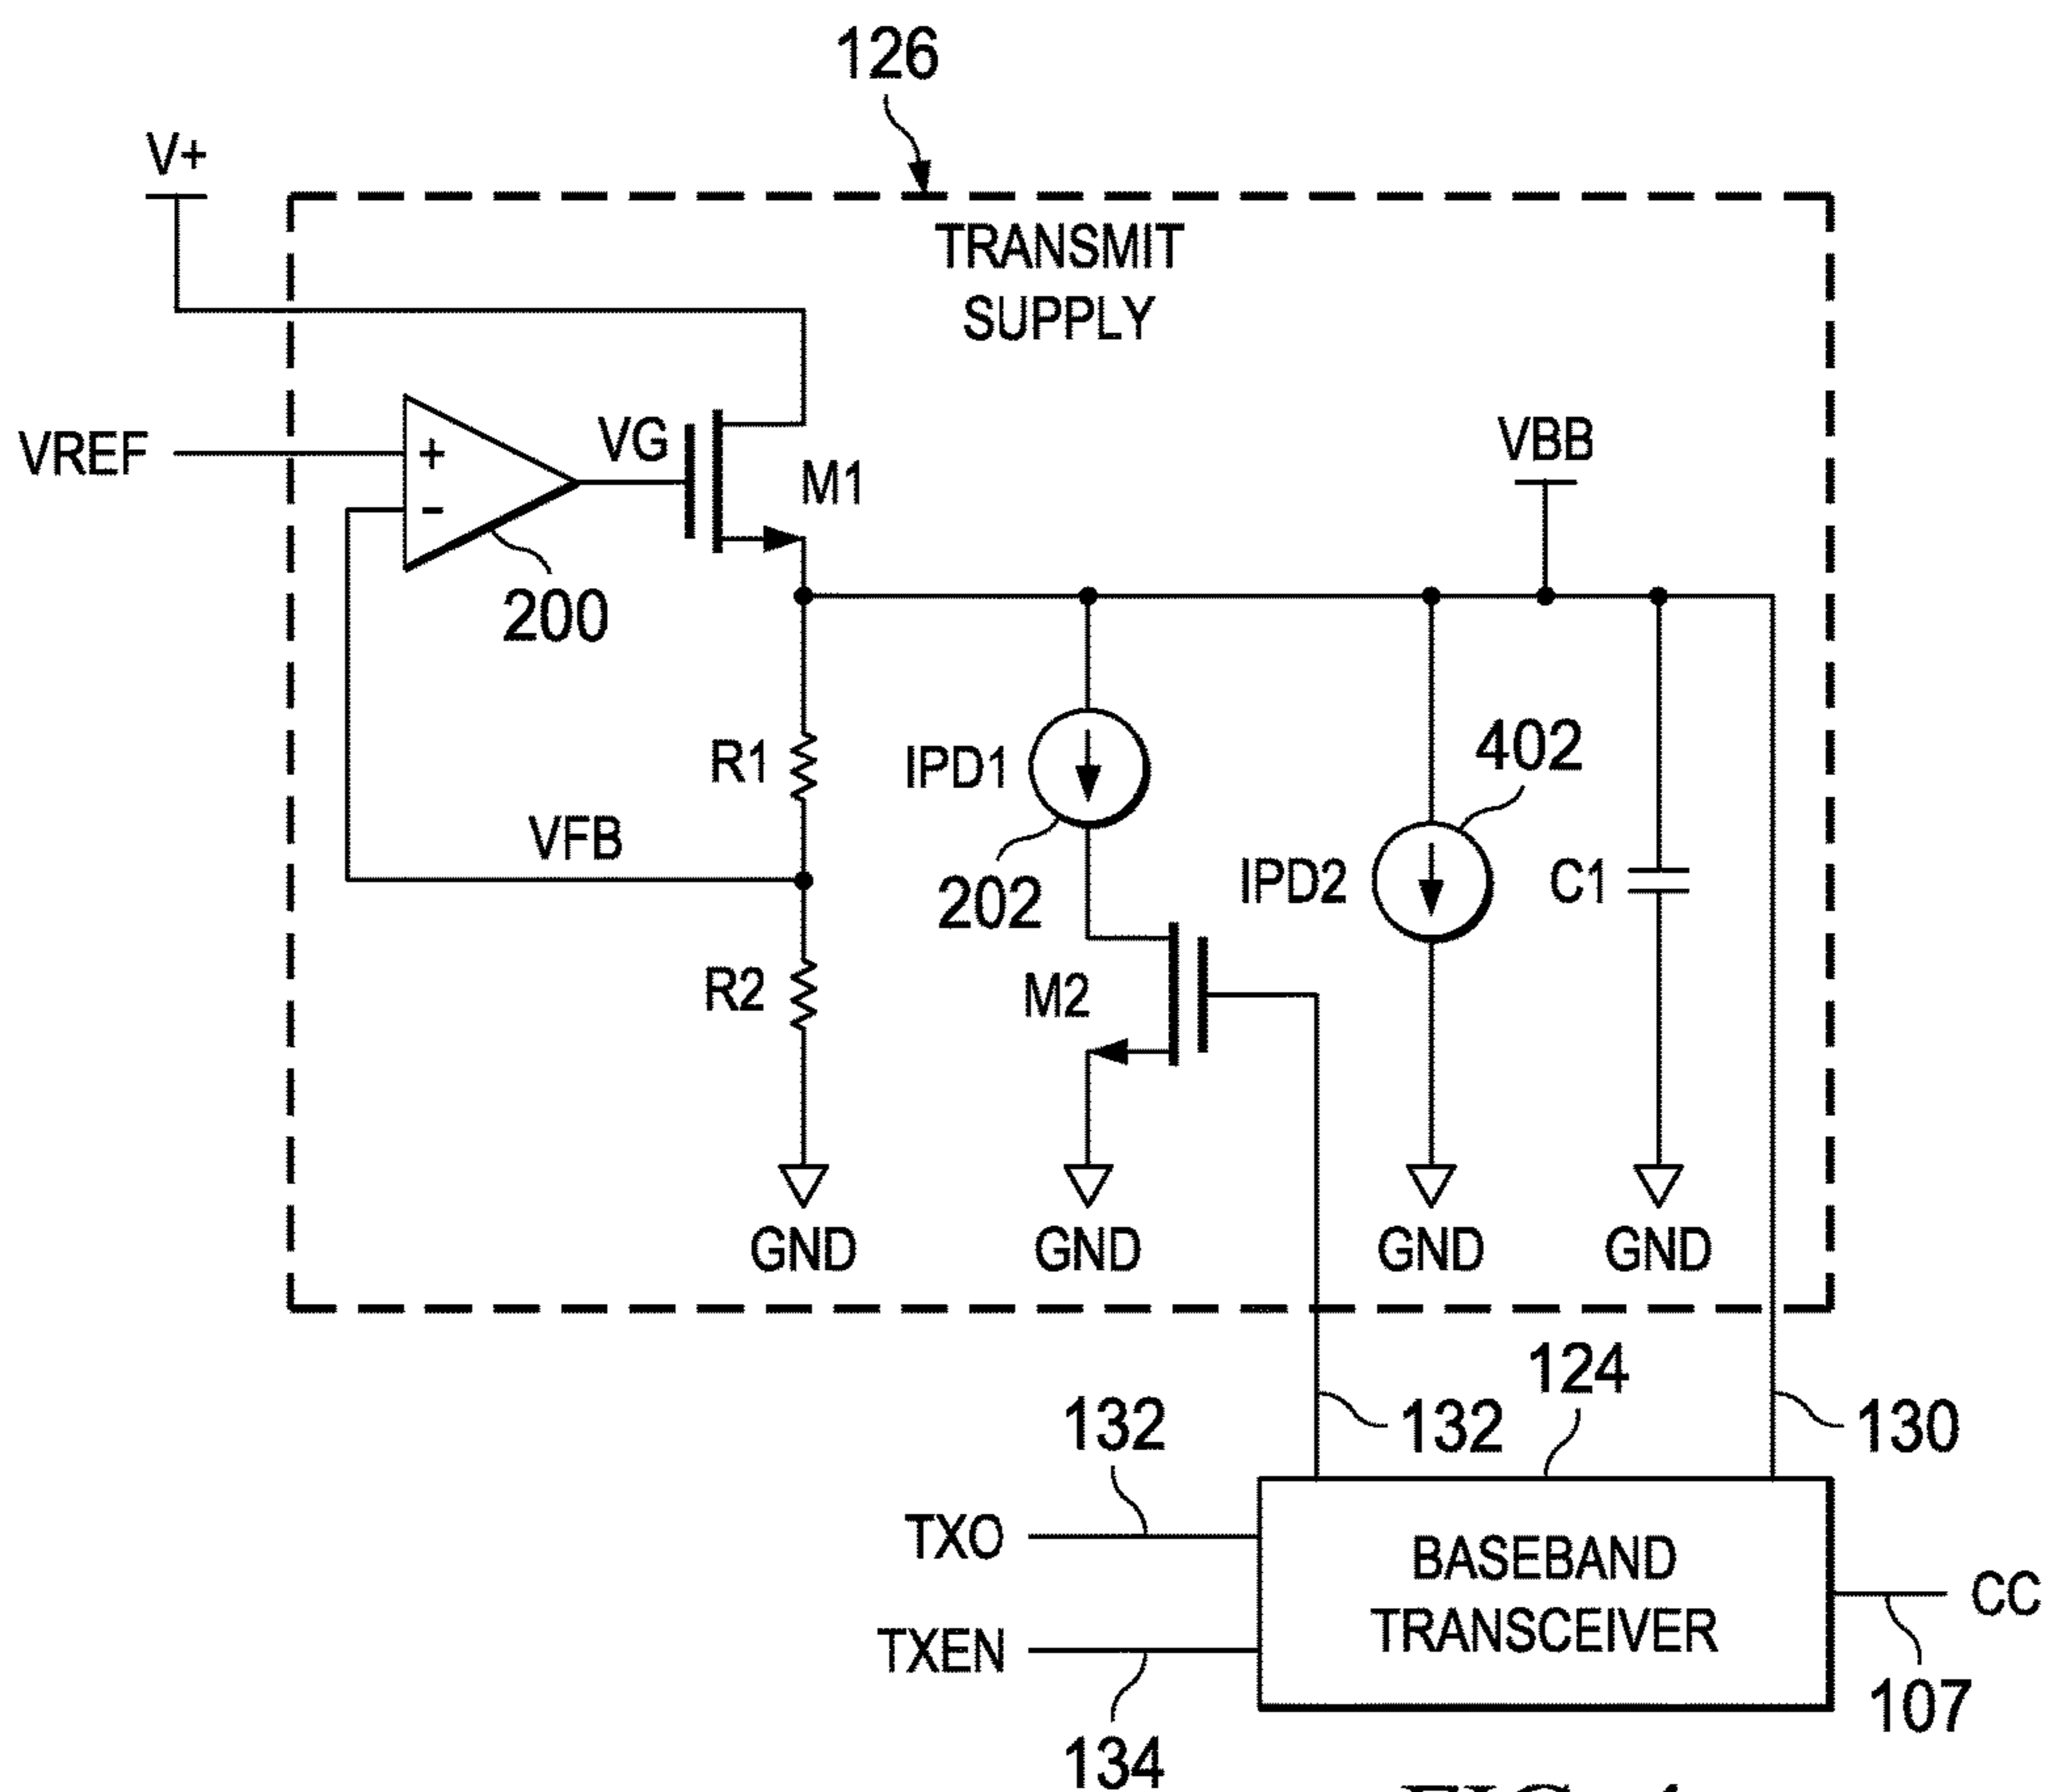 126
V+
TRANSMIT
SUPPLY
VREF
+
-
VG
M1
VBB
200
R1
IPD1
402
VFB
202
IPD2
C1
R2
M2
GND
GND
GND
GND
124
132
132
130
TXO
BASEBAND
TRANSCEIVER
CC
TXEN
107
134